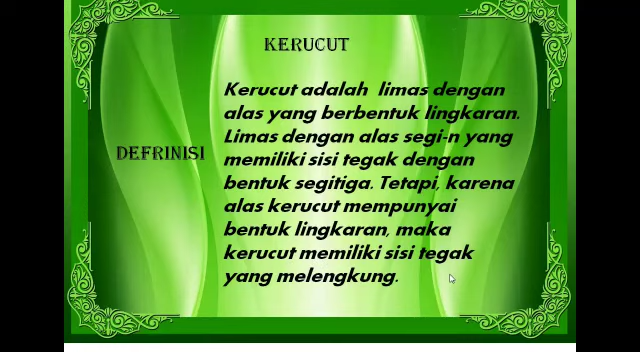 KERUCUT
DEFRINISI
Kerucut adalah limas dengan
alas yang berbentuk lingkaran.
Limas dengan alas segi-n yang
memiliki sisi tegak dengan
bentuk segitiga. Tetapi, karena
alas kerucut mempunyai
bentuk lingkaran, maka
kerucut memiliki sisi tegak
yang melengkung.